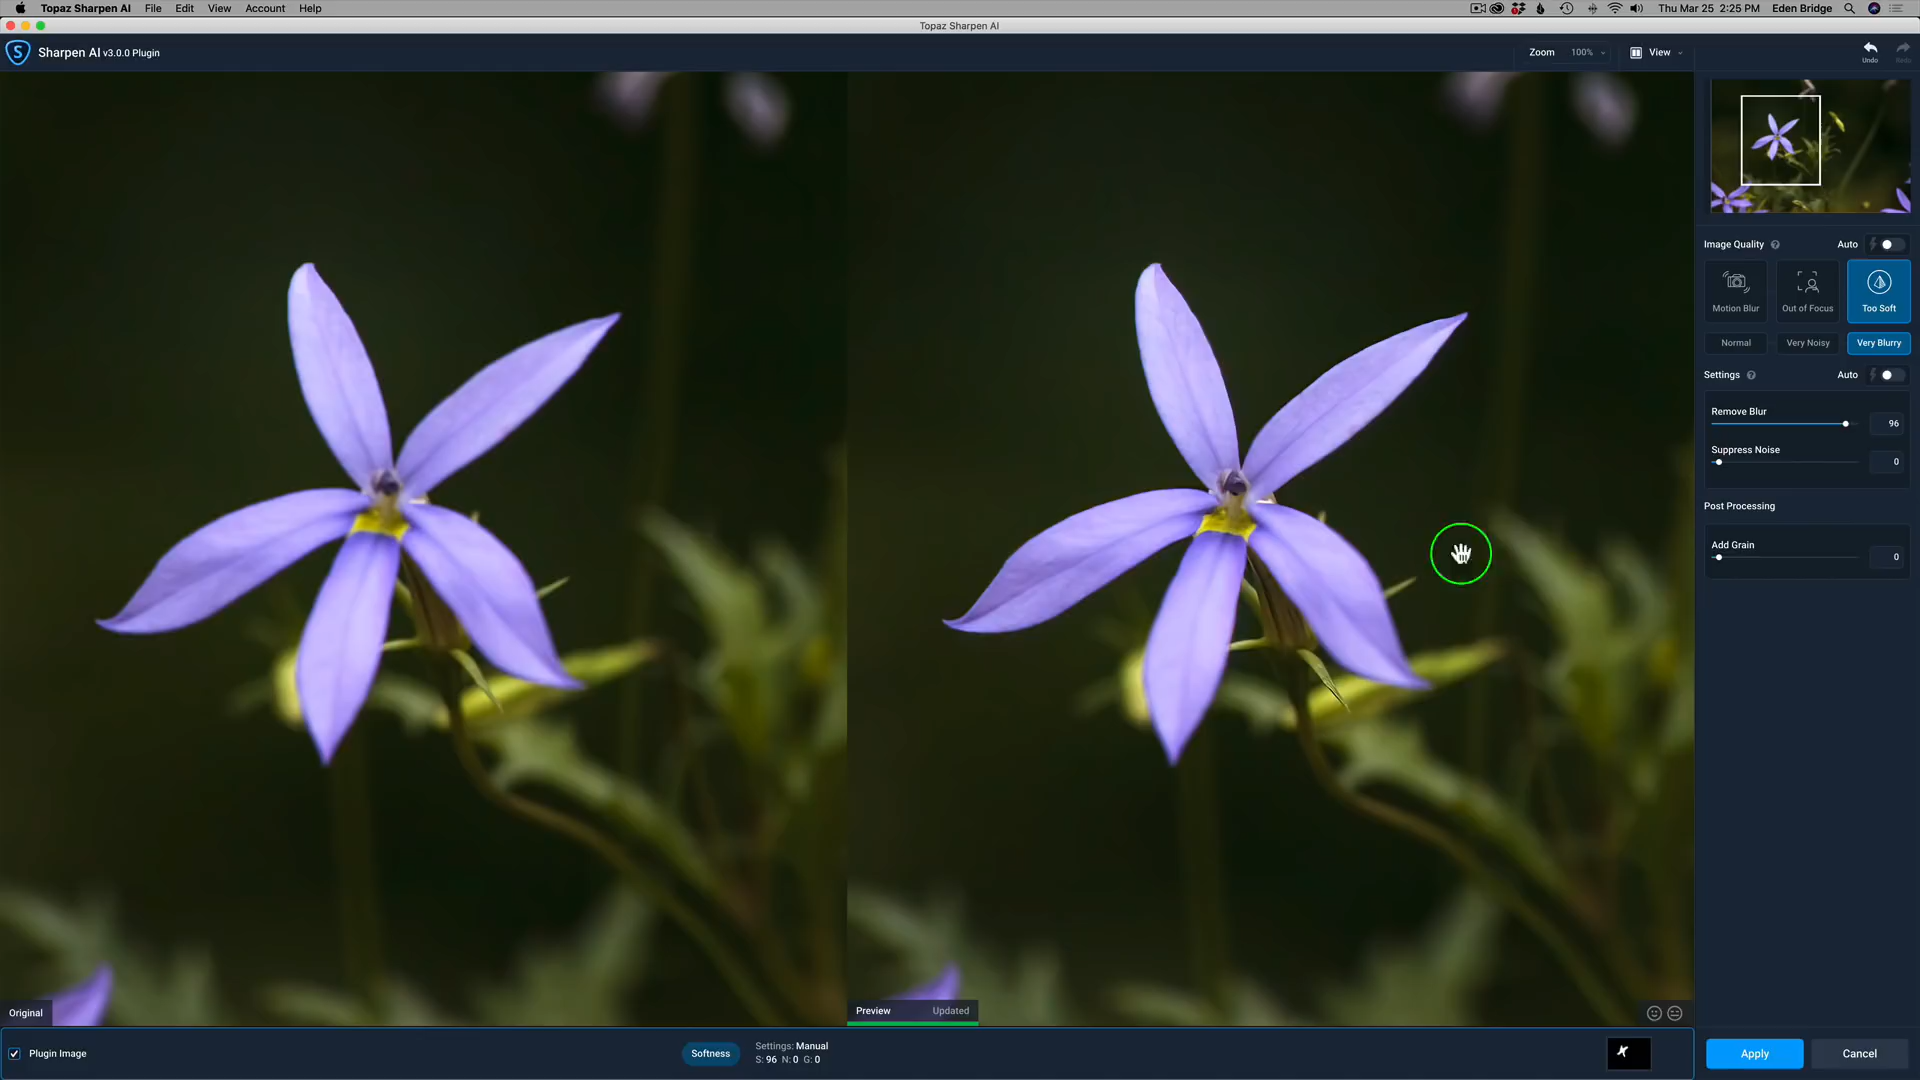 Topaz Sharpen AI File Edit View Account Help Thu Mar 25 2:25 PM Eden Bridge
Topaz Sharpen AI
Sharpen AI v3.0.0 Plugin Zoom 100% View Undo Redo
Image Quality ? Auto
Motion Blur Out of Focus Too Soft
Normal Very Noisy Very Blurry
Settings ? Auto
Remove Blur
96
Suppress Noise
0
Post Processing
Add Grain
0
Original
Preview Updated
Plugin Image
Softness
Settings: Manual
S: 96 N: 0 G: 0
Apply Cancel